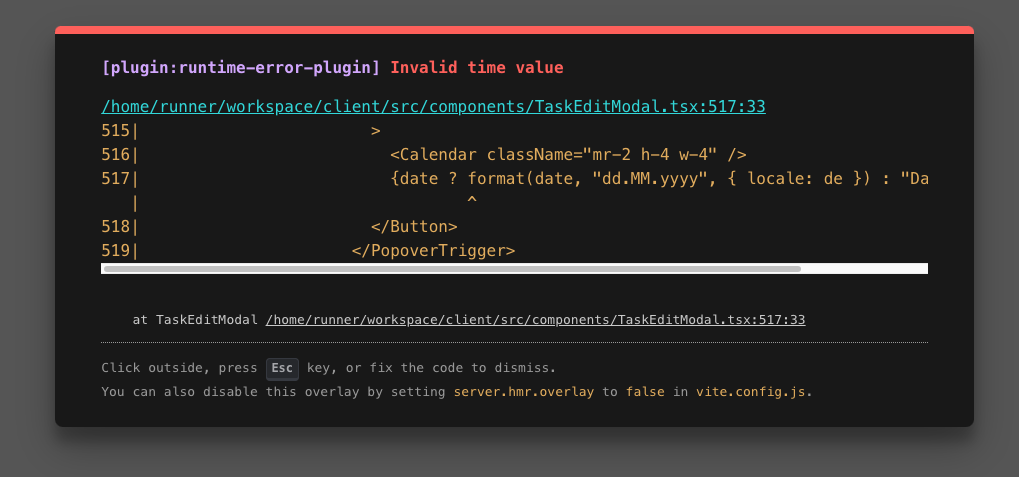 [plugin:runtime-error-plugin] Invalid time value
/home/runner/workspace/client/src/components/TaskEditModal.tsx:517:33
515|                        >
516|                          <Calendar className="mr-2 h-4 w-4" />
517|                          {date ? format(date, "dd.MM.yyyy", { locale: de }) : "Da
   |                                  ^
518|                        </Button>
519|                      </PopoverTrigger>
at TaskEditModal /home/runner/workspace/client/src/components/TaskEditModal.tsx:517:33
Click outside, press Esc key, or fix the code to dismiss.
You can also disable this overlay by setting server.hmr.overlay to false in vite.config.js.